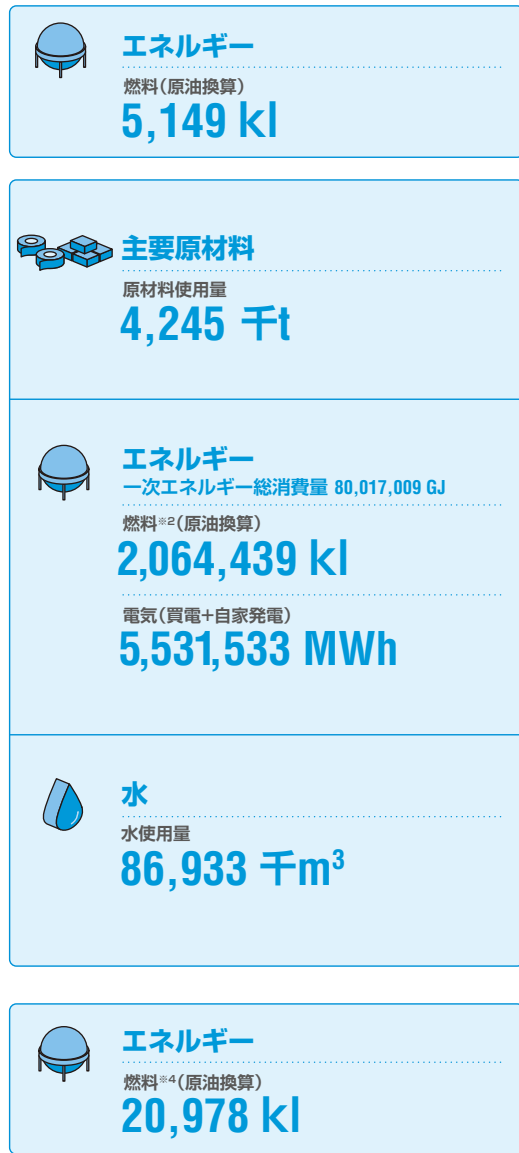 エネルギー
燃料(原油換算)
5,149 kl
主要原材料
原材料使用量
4,245 千t
エネルギー
一次エネルギー総消費量 80,017,009 GJ
燃料※2(原油換算)
2,064,439 kl
電気(買電+自家発電)
5,531,533 MWh
水
水使用量
86,933 千m³
エネルギー
燃料※4(原油換算)
20,978 kl